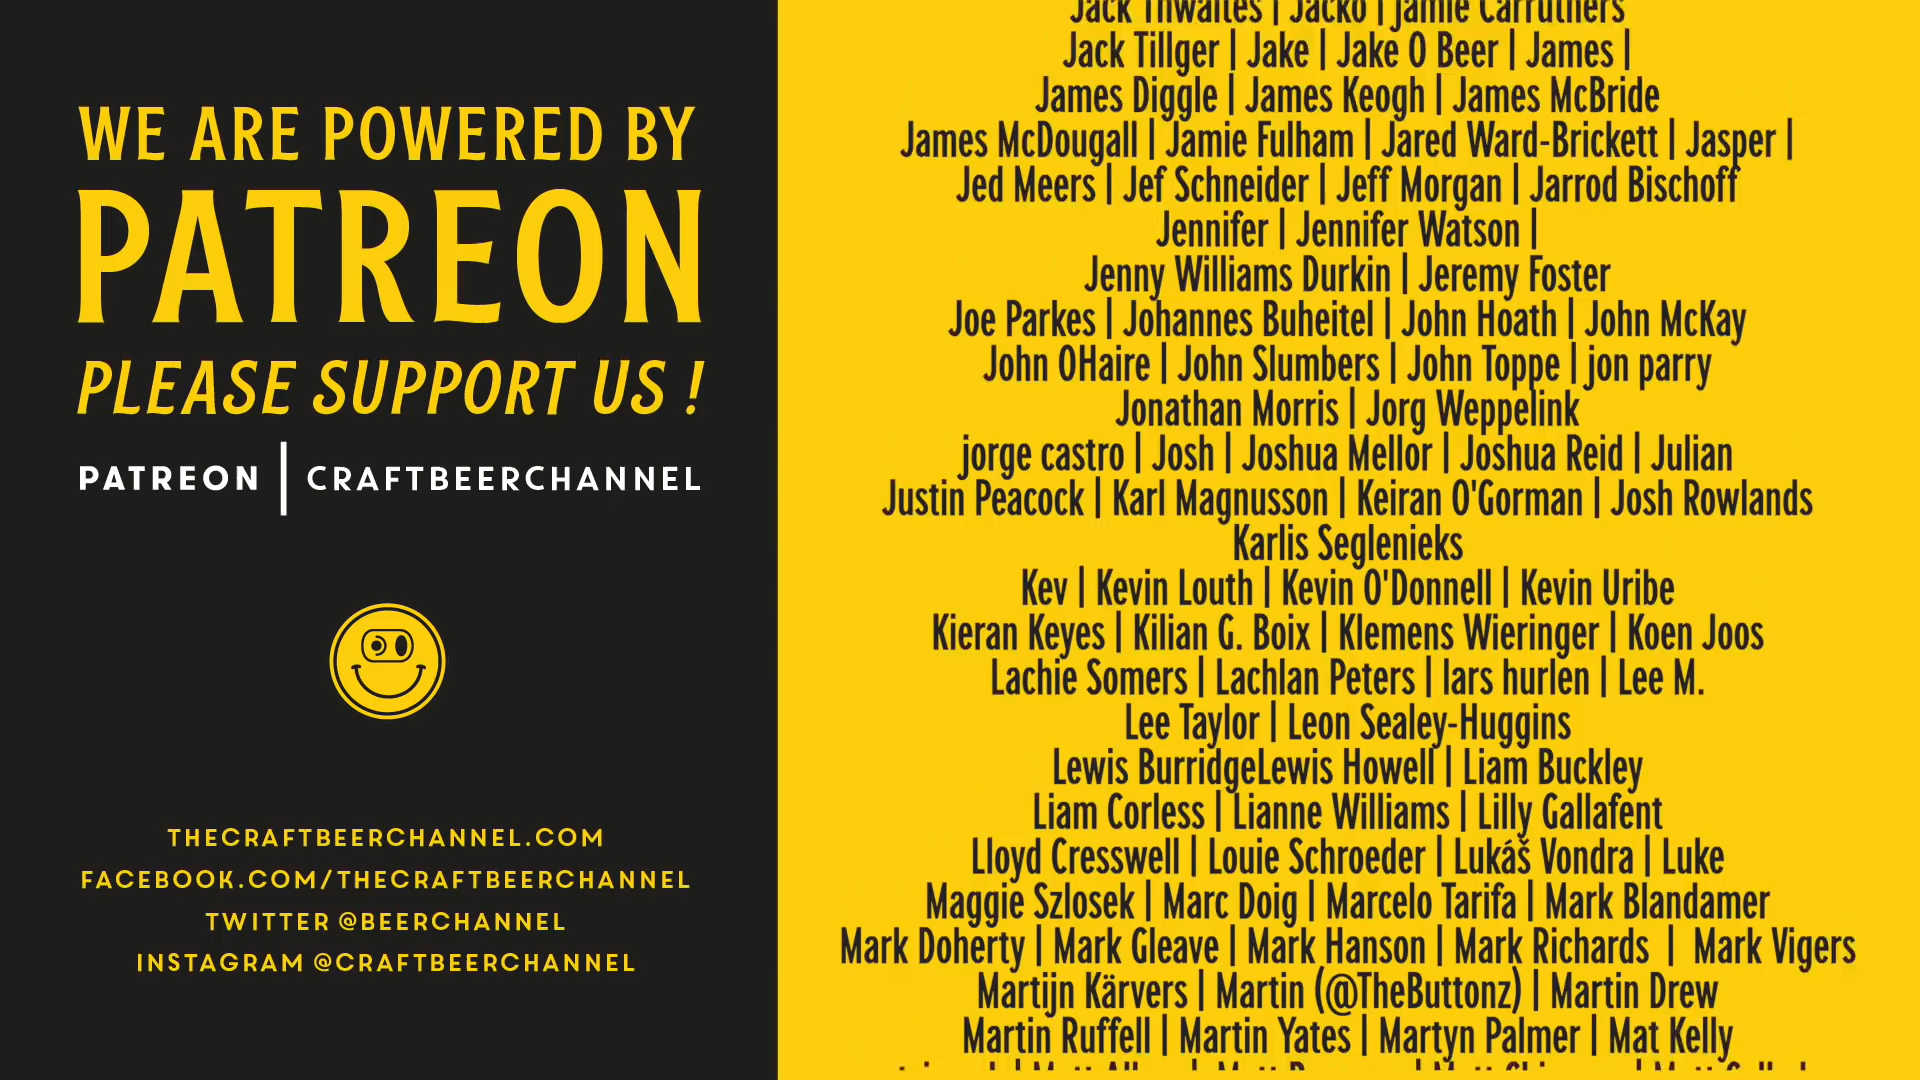 WE ARE POWERED BY
PATREON
PLEASE SUPPORT US !
PATREON | CRAFTBEERCHANNEL
THECRAFTBEERCHANNEL.COM
FACEBOOK.COM/THECRAFTBEERCHANNEL
TWITTER @BEERCHANNEL
INSTAGRAM @CRAFTBEERCHANNEL
Jack Thwaites | Jacko | Jamie Carruthers
Jack Tillger | Jake | Jake O Beer | James |
James Diggle | James Keogh | James McBride
James McDougall | Jamie Fulham | Jared Ward-Brickett | Jasper |
Jed Meers | Jef Schneider | Jeff Morgan | Jarrod Bischoff
Jennifer | Jennifer Watson |
Jenny Williams Durkin | Jeremy Foster
Joe Parkes | Johannes Buheitel | John Hoath | John McKay
John OHaire | John Slumbers | John Toppe | jon parry
Jonathan Morris | Jorg Weppelink
jorge castro | Josh | Joshua Mellor | Joshua Reid | Julian
Justin Peacock | Karl Magnusson | Keiran O'Gorman | Josh Rowlands
Karlis Seglenieks
Kev | Kevin Louth | Kevin O'Donnell | Kevin Uribe
Kieran Keyes | Kilian G. Boix | Klemens Wieringer | Koen Joos
Lachie Somers | Lachlan Peters | lars hurlen | Lee M.
Lee Taylor | Leon Sealey-Huggins
Lewis BurridgeLewis Howell | Liam Buckley
Liam Corless | Lianne Williams | Lilly Gallafent
Lloyd Cresswell | Louie Schroeder | Lukáš Vondra | Luke
Maggie Szlosek | Marc Doig | Marcelo Tarifa | Mark Blandamer
Mark Doherty | Mark Gleave | Mark Hanson | Mark Richards | Mark Vigers
Martijn Kärvers | Martin (@TheButtonz) | Martin Drew
Martin Ruffell | Martin Yates | Martyn Palmer | Mat Kelly